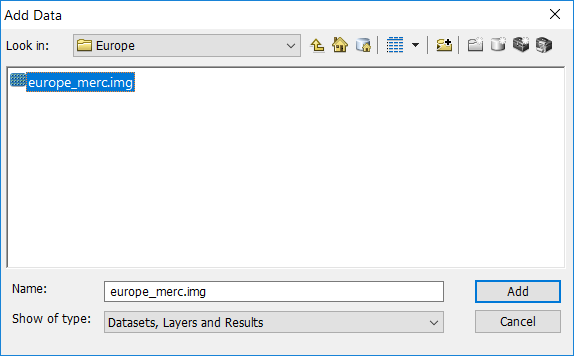 Add Data
Look in: Europe
europe_merc.img
Name: europe_merc.img Add
Show of type: Datasets, Layers and Results Cancel